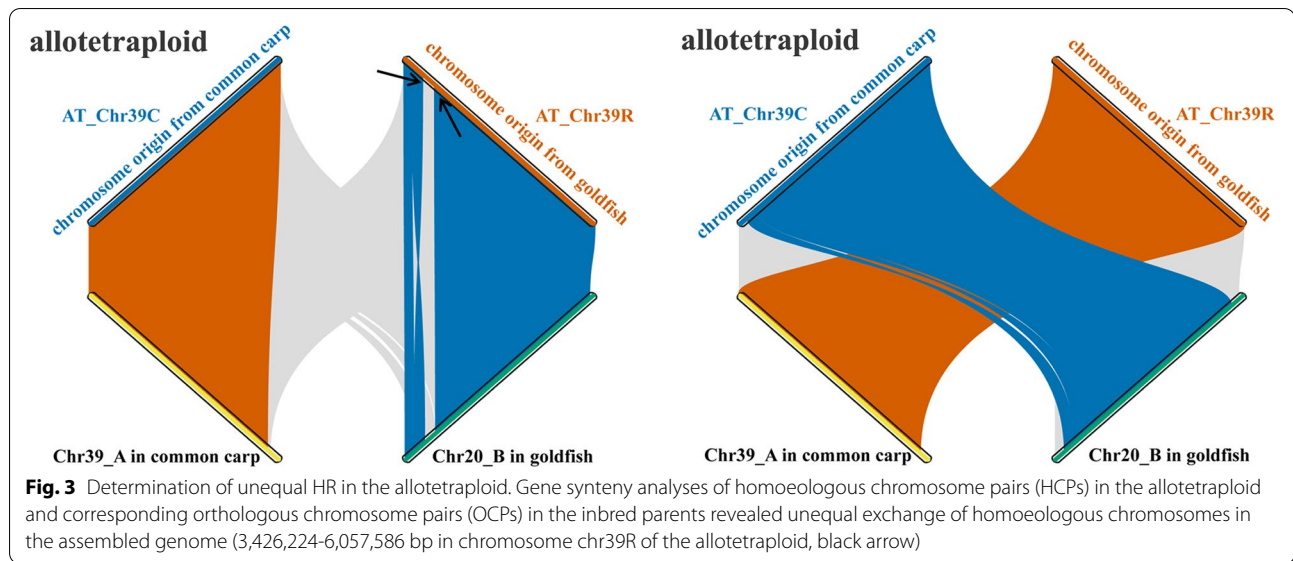 allotetraploid
chromosome origin from common carp
AT_Chr39C
chromosome origin from goldfish
AT_Chr39R
Chr39_A in common carp
Chr20_B in goldfish
allotetraploid
chromosome origin from common carp
AT_Chr39C
chromosome origin from goldfish
AT_Chr39R
Chr39_A in common carp
Chr20_B in goldfish
Fig. 3 Determination of unequal HR in the allotetraploid. Gene synteny analyses of homoeologous chromosome pairs (HCPs) in the allotetraploid
and corresponding orthologous chromosome pairs (OCPs) in the inbred parents revealed unequal exchange of homoeologous chromosomes in
the assembled genome (3,426,224-6,057,586 bp in chromosome chr39R of the allotetraploid, black arrow)